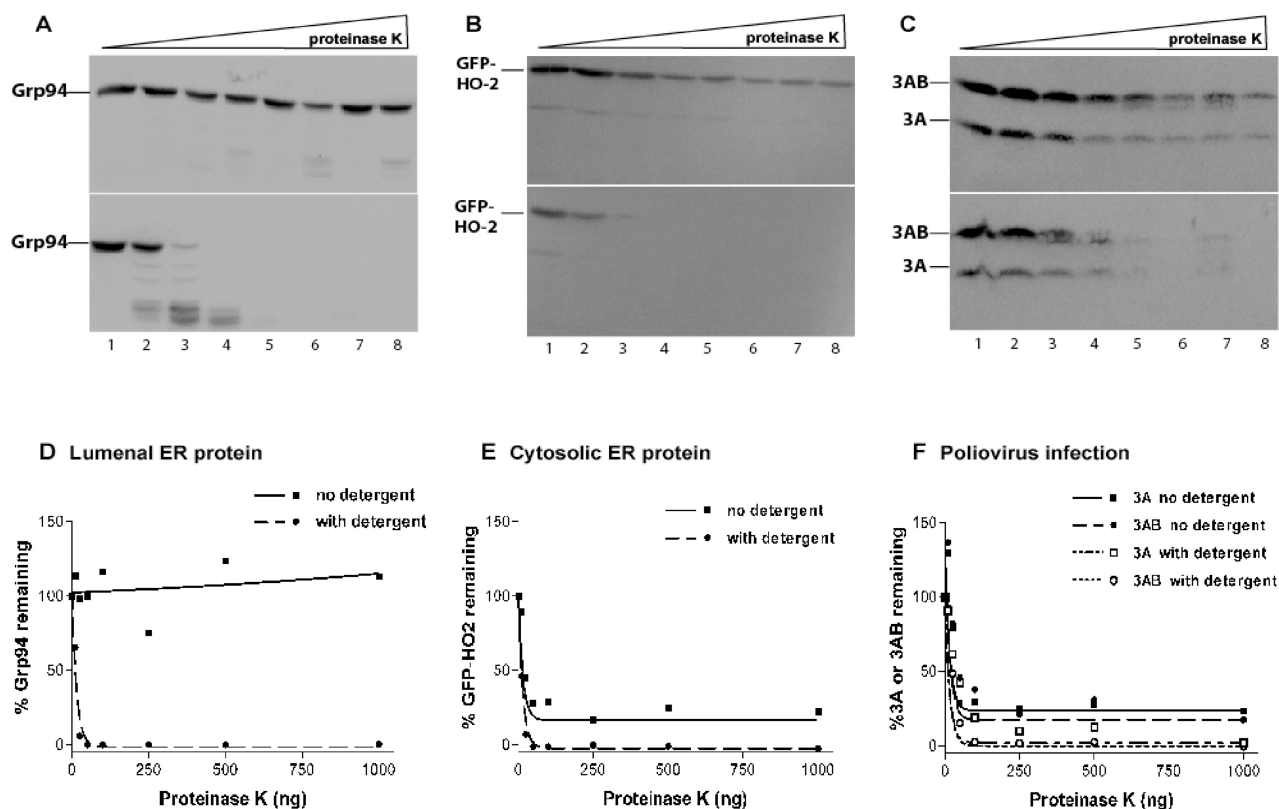 A
proteinase K
Grp94
Grp94
1 2 3 4 5 6 7 8
B
proteinase K
GFP-
HO-2
GFP-
HO-2
1 2 3 4 5 6 7 8
C
proteinase K
3AB
3A
3AB
3A
1 2 3 4 5 6 7 8
D Lumenal ER protein
no detergent
with detergent
150
100
50
0
% Grp94 remaining
0 250 500 750 1000
Proteinase K (ng)
E Cytosolic ER protein
no detergent
with detergent
150
100
50
0
% GFP-HO2 remaining
0 250 500 750 1000
Proteinase K (ng)
F Poliovirus infection
3A no detergent
3AB no detergent
3A with detergent
3AB with detergent
150
100
50
0
%3A or 3AB remaining
0 250 500 750 1000
Proteinase K (ng)